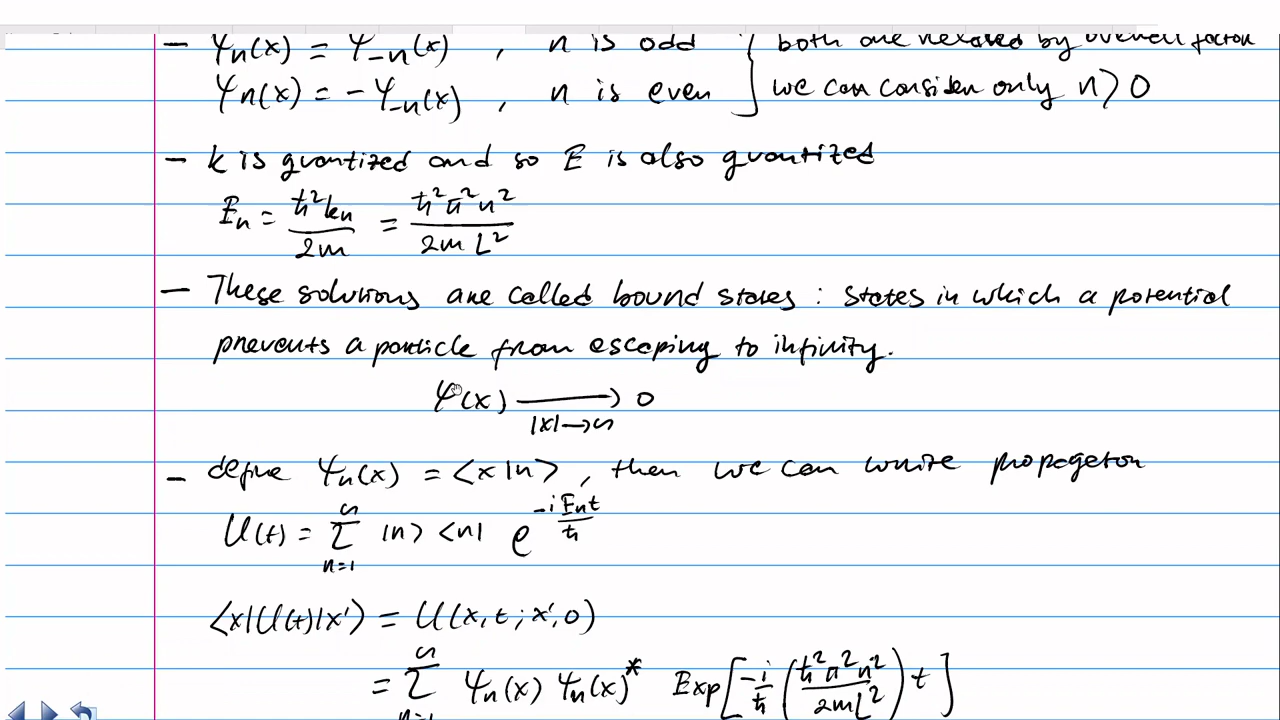 - Ψn(x) = Ψ-n(x) , n is odd } both are related by overall factor
Ψn(x) = -Ψ-n(x) , n is even } we can consider only n > 0
- k is quantized and so E is also quantized
En = ħ²kn / 2m = ħ²π²n² / 2mL²
- These solutions are called bound states : states in which a potential
prevents a particle from escaping to infinity.
Ψ(x) ⟶ 0
|x|→∞
- define Ψn(x) = <x|n> , then we can write propagator
U(t) = ∑_{n=1}^{∞} |n> <n| e^{-iEnt/ħ}
<x|U(t)|x'> = U(x,t;x',0)
= ∑_{n=1}^{∞} Ψn(x) Ψn(x)* Exp[-i/ħ (ħ²π²n² / 2mL²) t]